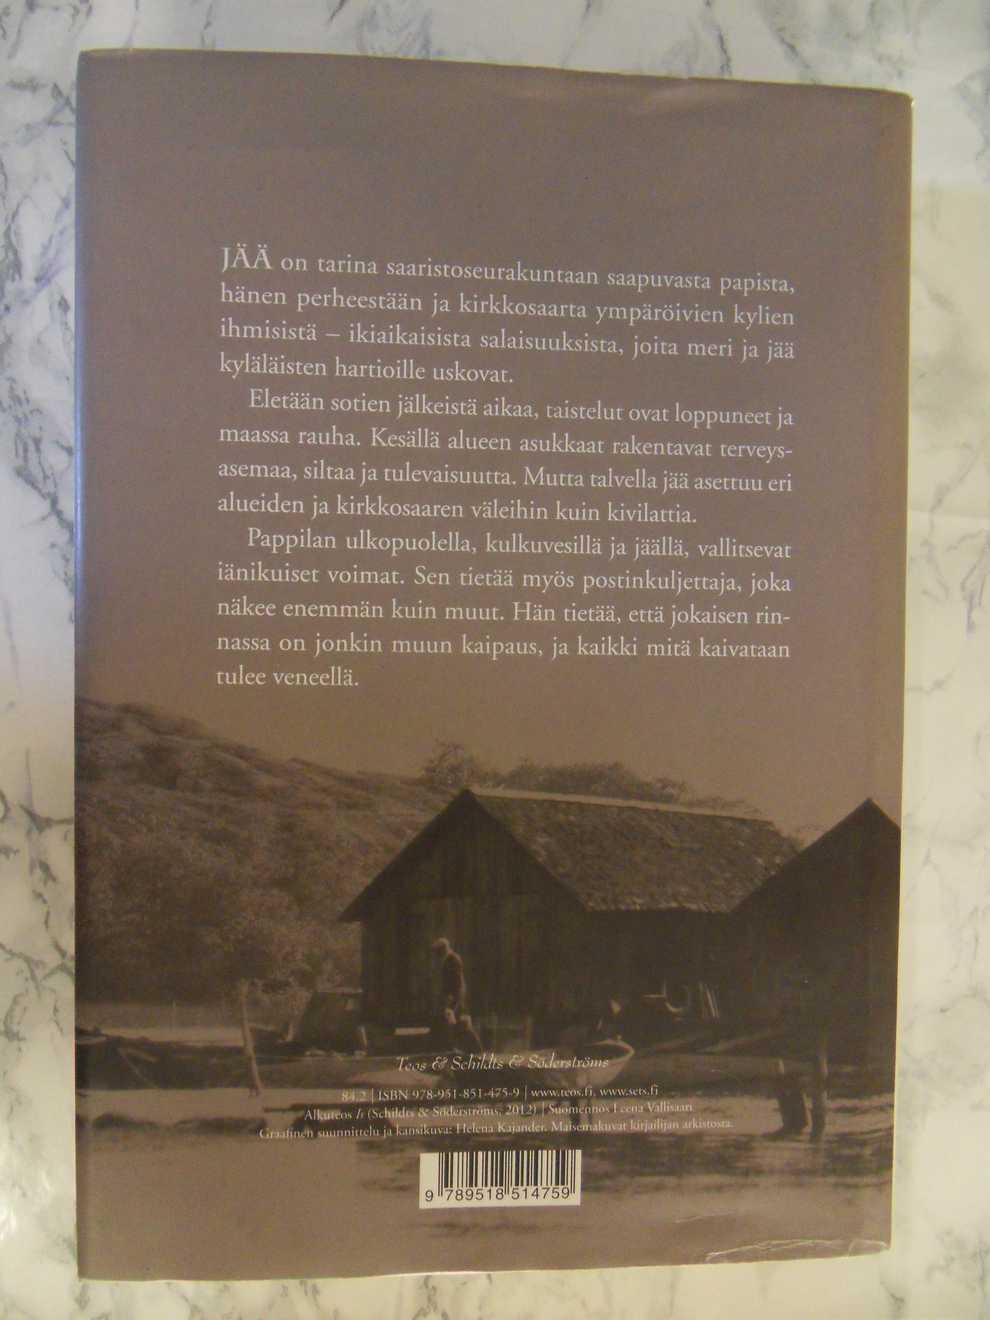 JÄÄ on tarina saaristoseurakuntaan saapuvasta papista,
hänen perheestään ja kirkkosaarta ympäröivien kylien
ihmisistä – ikiaikaisista salaisuuksista, joita meri ja jää
kyläläisten hartioille uskovat.
Eletään sotien jälkeistä aikaa, taistelut ovat loppuneet ja
maassa rauha. Kesällä alueen asukkaat rakentavat terveys-
asemaa, siltaa ja tulevaisuutta. Mutta talvella jää asettuu eri
alueiden ja kirkkosaaren väleihin kuin kivilattia.
Pappilan ulkopuolella, kulkuvesillä ja jäällä, vallitsevat
iänikuiset voimat. Sen tietää myös postinkuljettaja, joka
näkee enemmän kuin muut. Hän tietää, että jokaisen rin-
nassa on jonkin muun kaipaus, ja kaikki mitä kaivataan
tulee veneellä.
Teos & Schildts & Söderströms
84.2 | ISBN 978-951-851-475-9 | www.teos.fi, www.sets.fi
Alkuteos Is (Schildts & Söderströms, 2012) | Suomennos Leena Vallisaari
Graafinen suunnittelu ja kansikuva: Helena Kajander. Maisemakuvat kirjailijan arkistosta.
9 789518 514759